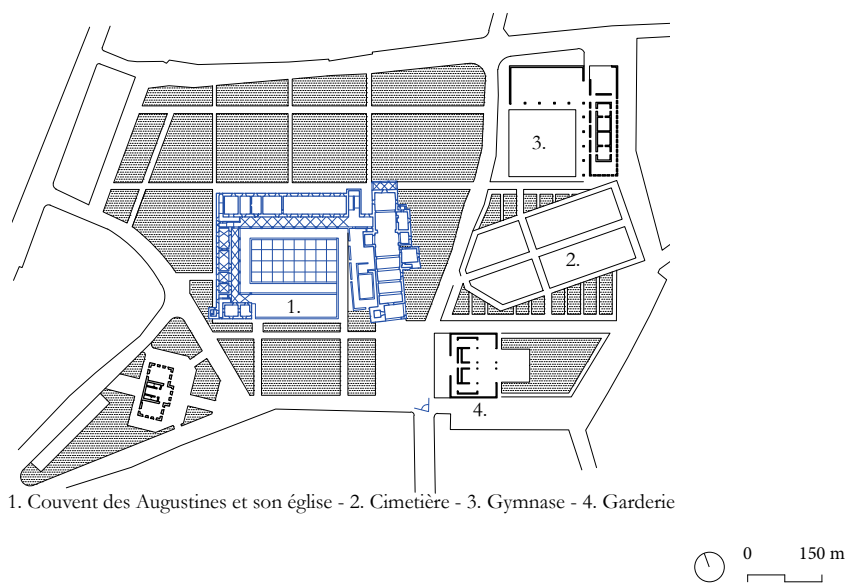 3.
2.
1.
4.
1. Couvent des Augustines et son église - 2. Cimetière - 3. Gymnase - 4. Garderie
0 150 m